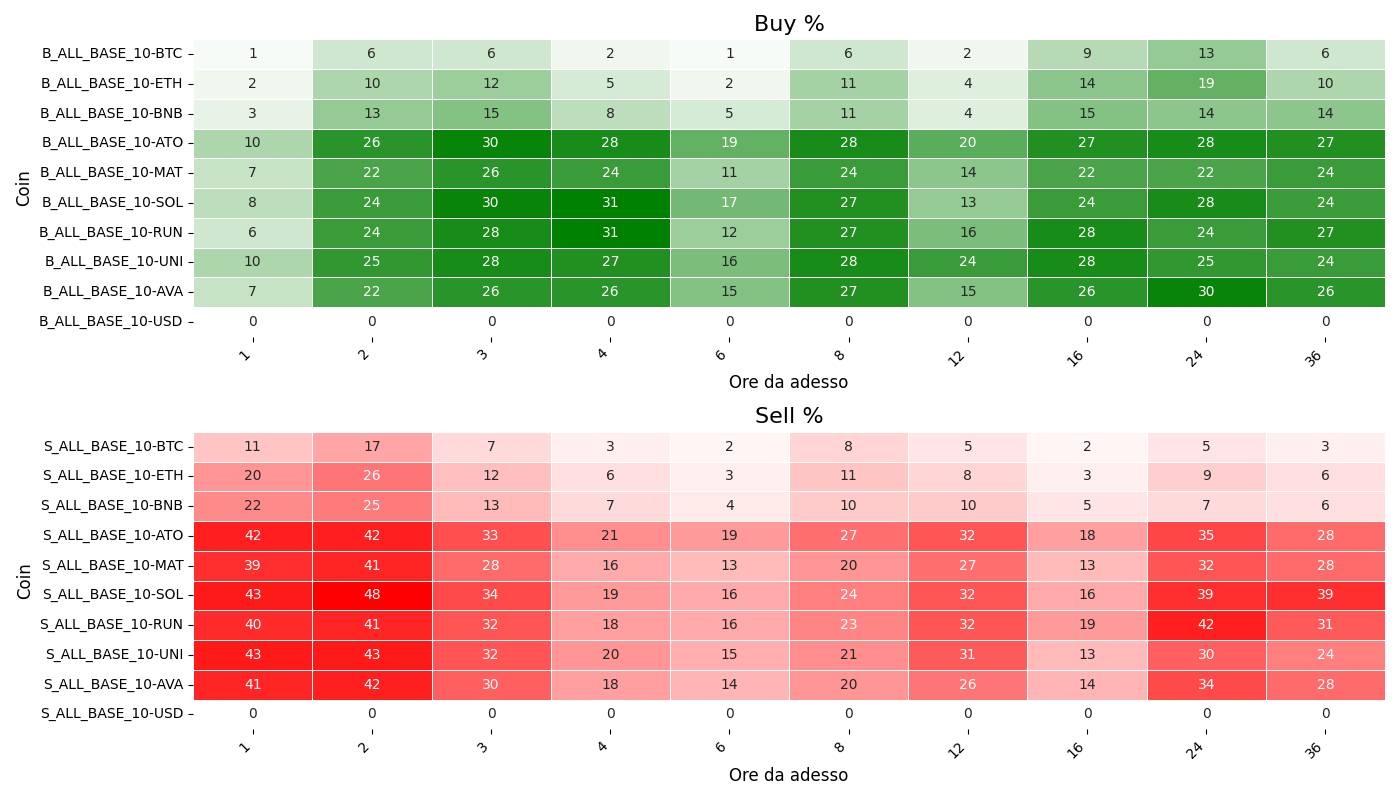 Buy %
Coin
B_ALL_BASE_10-BTC 1 6 6 2 1 6 2 9 13 6
B_ALL_BASE_10-ETH 2 10 12 5 2 11 4 14 19 10
B_ALL_BASE_10-BNB 3 13 15 8 5 11 4 15 14 14
B_ALL_BASE_10-ATO 10 26 30 28 19 28 20 27 28 27
B_ALL_BASE_10-MAT 7 22 26 24 11 24 14 22 22 24
B_ALL_BASE_10-SOL 8 24 30 31 17 27 13 24 28 24
B_ALL_BASE_10-RUN 6 24 28 31 12 27 16 28 24 27
B_ALL_BASE_10-UNI 10 25 28 27 16 28 24 28 25 24
B_ALL_BASE_10-AVA 7 22 26 26 15 27 15 26 30 26
B_ALL_BASE_10-USD 0 0 0 0 0 0 0 0 0 0
1 2 3 4 6 8 12 16 24 36
Ore da adesso
Sell %
Coin
S_ALL_BASE_10-BTC 11 17 7 3 2 8 5 2 5 3
S_ALL_BASE_10-ETH 20 26 12 6 3 11 8 3 9 6
S_ALL_BASE_10-BNB 22 25 13 7 4 10 10 5 7 6
S_ALL_BASE_10-ATO 42 42 33 21 19 27 32 18 35 28
S_ALL_BASE_10-MAT 39 41 28 16 13 20 27 13 32 28
S_ALL_BASE_10-SOL 43 48 34 19 16 24 32 16 39 39
S_ALL_BASE_10-RUN 40 41 32 18 16 23 32 19 42 31
S_ALL_BASE_10-UNI 43 43 32 20 15 21 31 13 30 24
S_ALL_BASE_10-AVA 41 42 30 18 14 20 26 14 34 28
S_ALL_BASE_10-USD 0 0 0 0 0 0 0 0 0 0
1 2 3 4 6 8 12 16 24 36
Ore da adesso